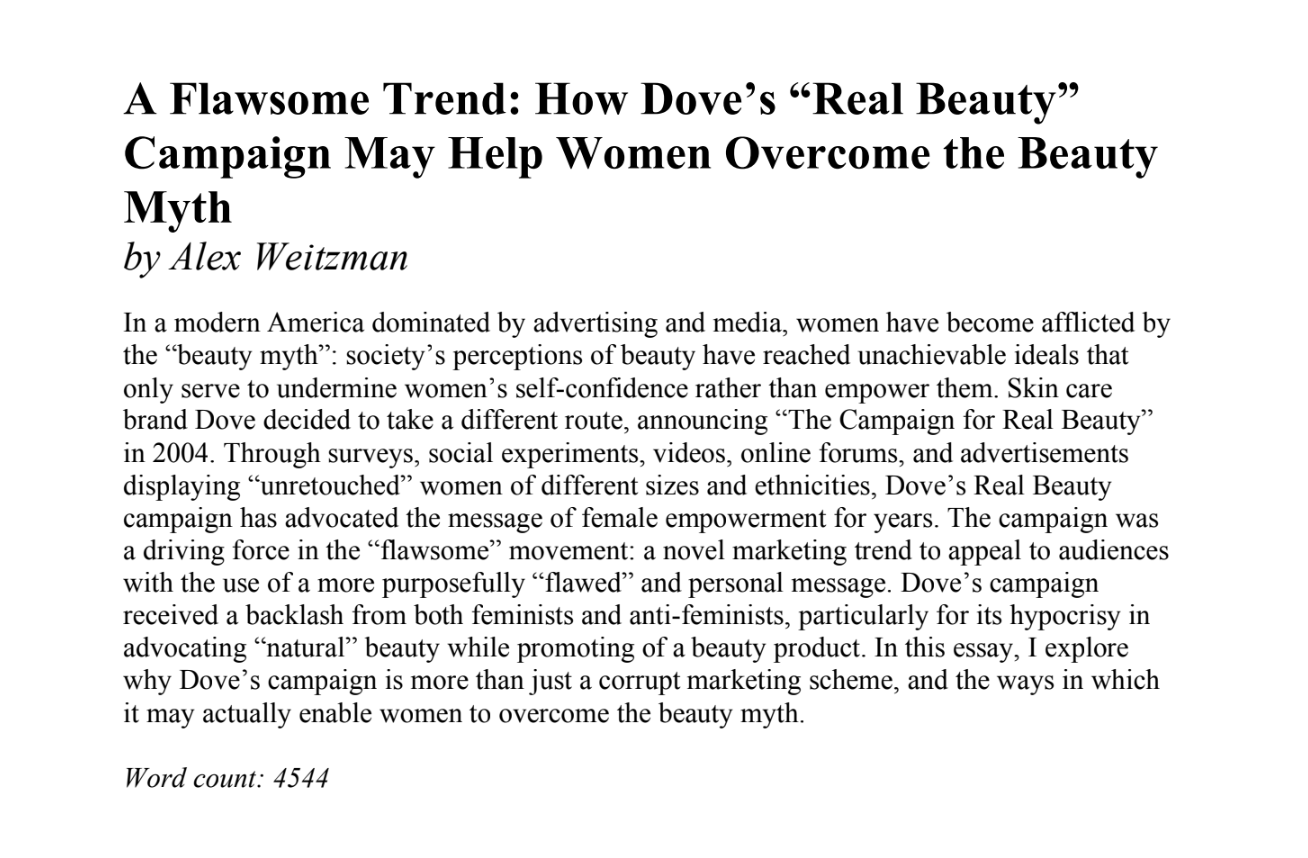 A Flawsome Trend: How Dove’s “Real Beauty”
Campaign May Help Women Overcome the Beauty
Myth
by Alex Weitzman
In a modern America dominated by advertising and media, women have become afflicted by
the “beauty myth”: society’s perceptions of beauty have reached unachievable ideals that
only serve to undermine women’s self-confidence rather than empower them. Skin care
brand Dove decided to take a different route, announcing “The Campaign for Real Beauty”
in 2004. Through surveys, social experiments, videos, online forums, and advertisements
displaying “unretouched” women of different sizes and ethnicities, Dove’s Real Beauty
campaign has advocated the message of female empowerment for years. The campaign was
a driving force in the “flawsome” movement: a novel marketing trend to appeal to audiences
with the use of a more purposefully “flawed” and personal message. Dove’s campaign
received a backlash from both feminists and anti-feminists, particularly for its hypocrisy in
advocating “natural” beauty while promoting of a beauty product. In this essay, I explore
why Dove’s campaign is more than just a corrupt marketing scheme, and the ways in which
it may actually enable women to overcome the beauty myth.
Word count: 4544